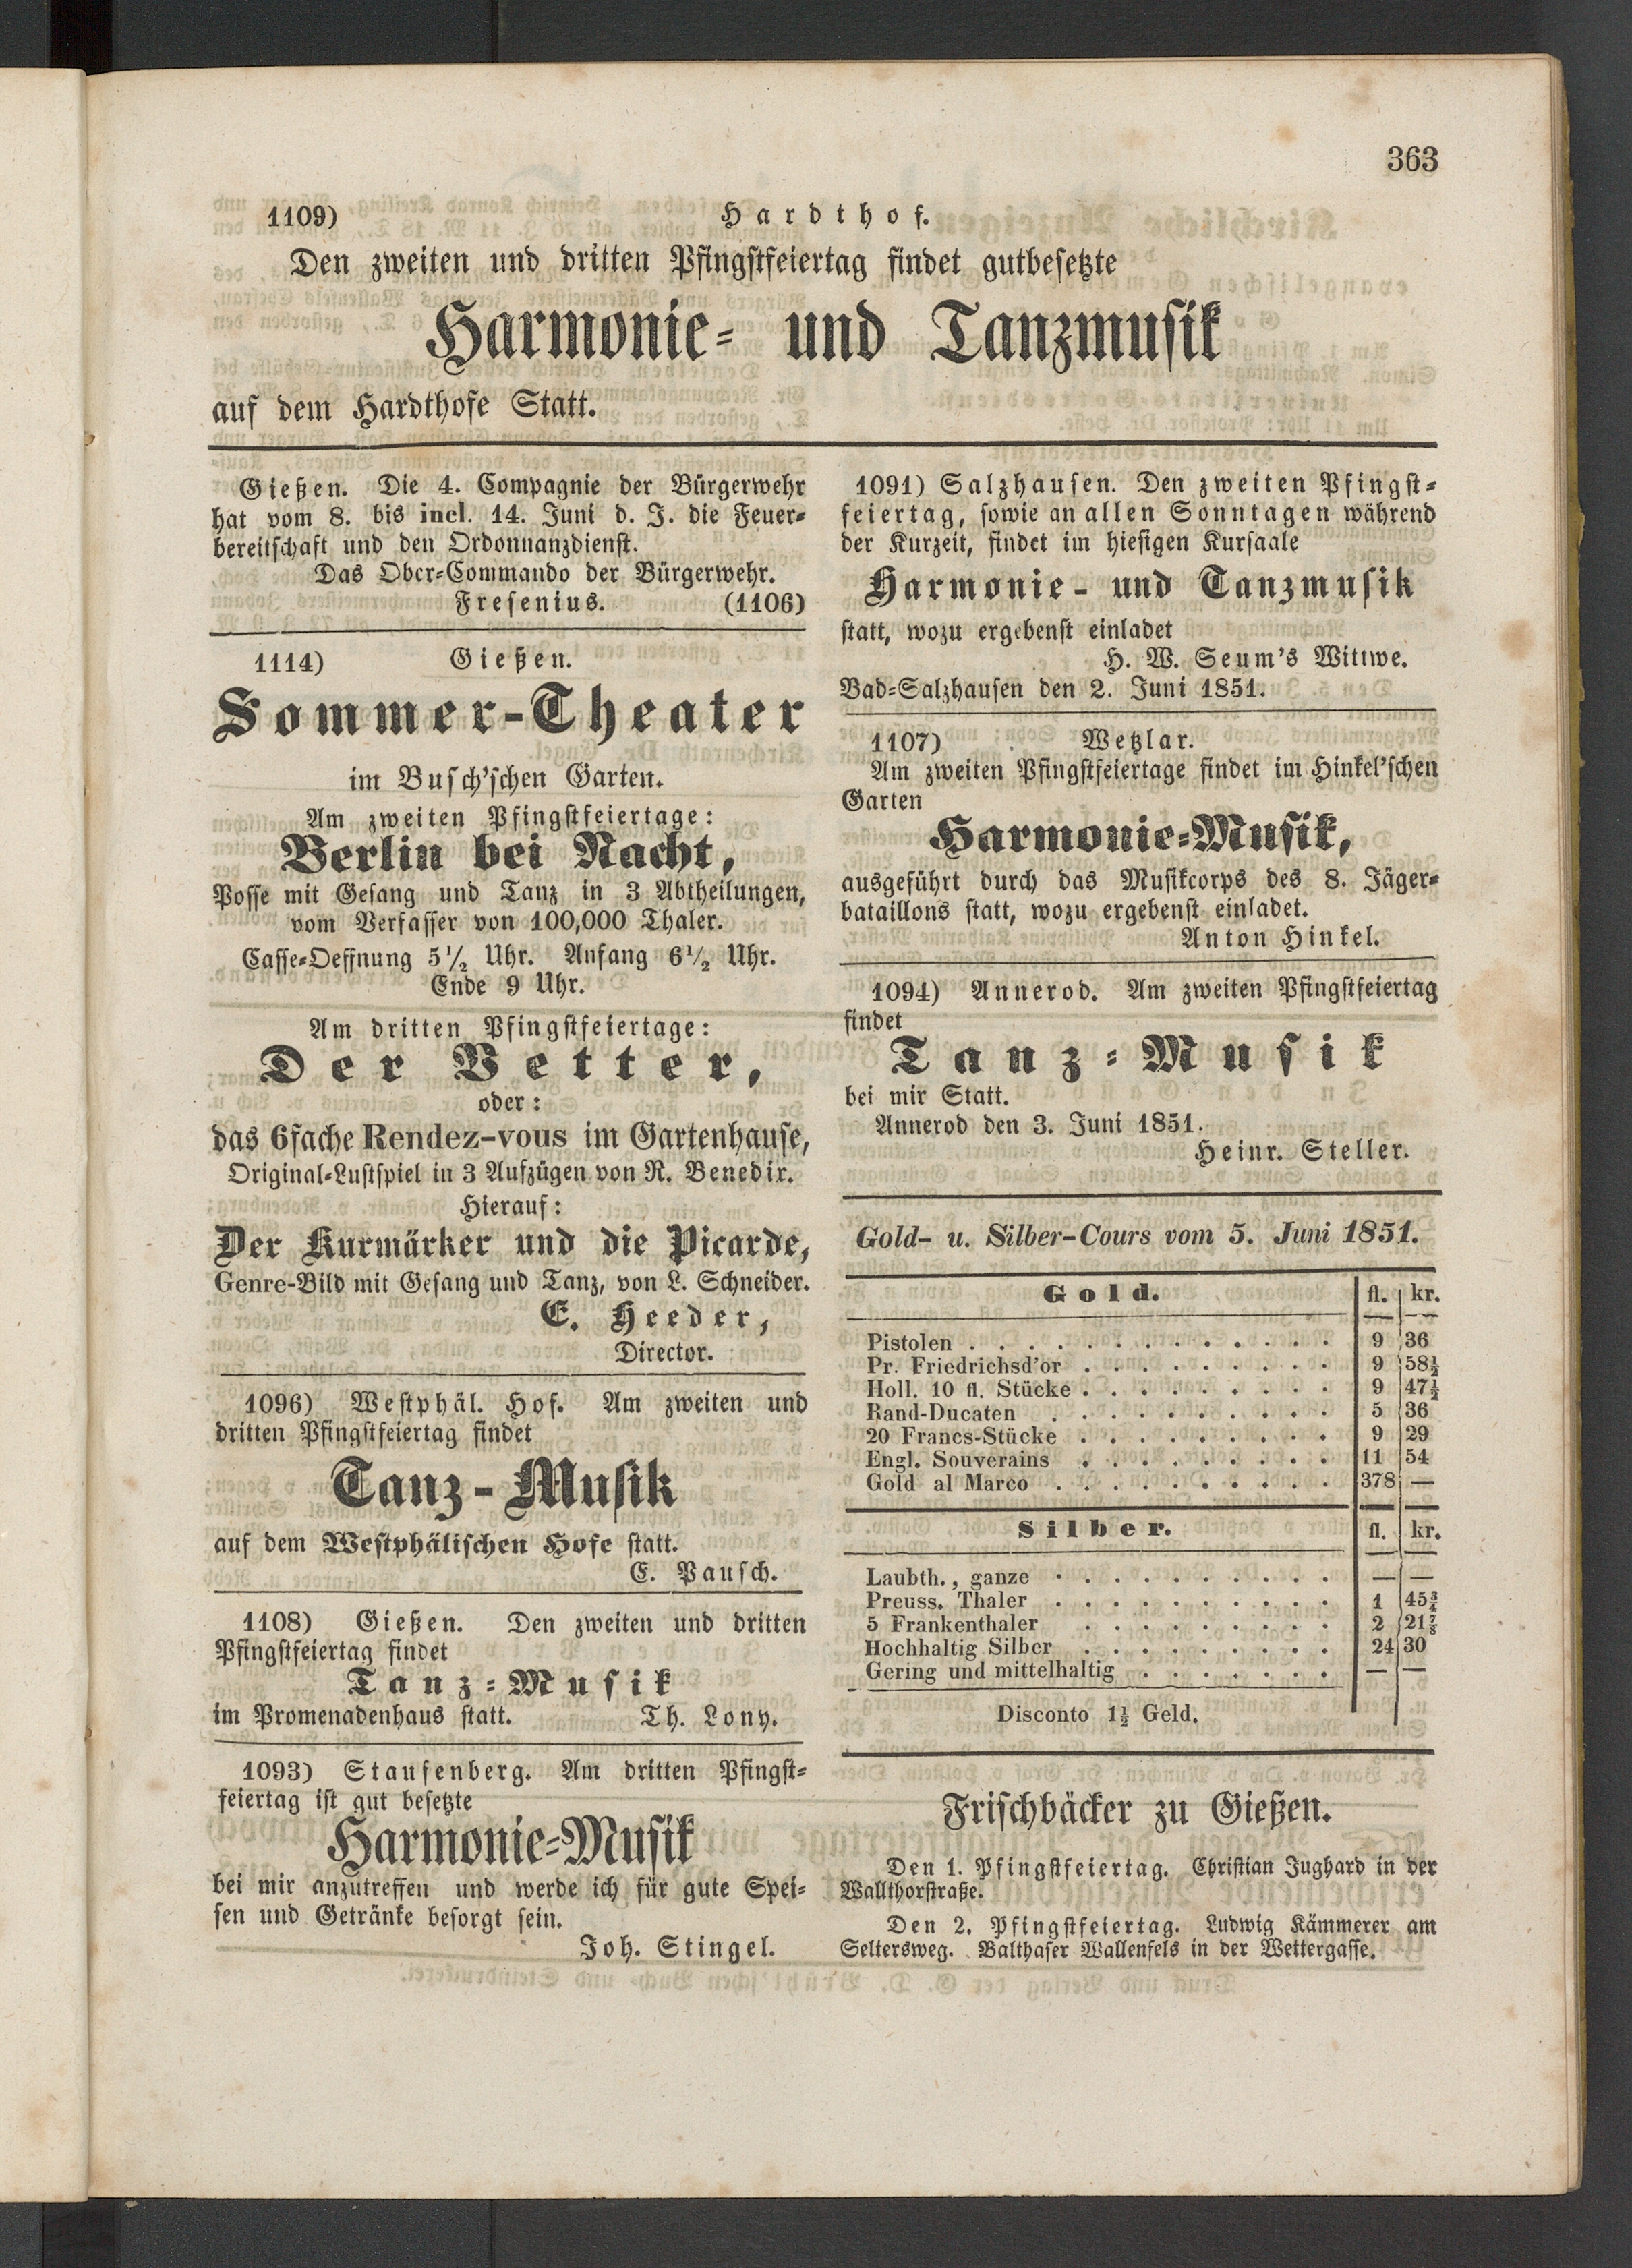 363
1109) Hardthof.
Den zweiten und dritten Pfingstfeiertag findet gutbesetzte
Harmonie- und Tanzmusik
auf dem Hardthofe Statt.
Gießen. Die 4. Compagnie der Bürgerwehr
hat vom 8. bis incl. 14. Juni d. J. die Feuer-
bereitschaft und den Ordonnanzdienst.
Das Ober-Commando der Bürgerwehr.
Fresenius. (1106)
1114) Gießen.
Sommer-Theater
im Busch'schen Garten.
Am zweiten Pfingstfeiertage:
Berlin bei Nacht,
Posse mit Gesang und Tanz in 3 Abtheilungen,
vom Verfasser von 100,000 Thaler.
Casse-Oeffnung 5½ Uhr. Anfang 6½ Uhr.
Ende 9 Uhr.
Am dritten Pfingstfeiertage:
Der Vetter,
oder:
das 6fache Rendez-vous im Gartenhause,
Original-Lustspiel in 3 Aufzügen von R. Benedix.
Hierauf:
Der Kurmärker und die Picarde,
Genre-Bild mit Gesang und Tanz, von L. Schneider.
E. Heeder,
Director.
1096) Westphäl. Hof. Am zweiten und
dritten Pfingstfeiertag findet
Tanz-Musik
auf dem Westphälischen Hofe statt.
E. Pausch.
1108) Gießen. Den zweiten und dritten
Pfingstfeiertag findet
Tanz-Musik
im Promenadenhaus statt. Th. Lony.
1093) Staufenberg. Am dritten Pfingst-
feiertag ist gut besetzte
Harmonie-Musik
bei mir anzutreffen und werde ich für gute Spei-
sen und Getränke besorgt sein.
Joh. Stingel.
1091) Salzhausen. Den zweiten Pfingst-
feiertag, sowie an allen Sonntagen während
der Kurzeit, findet im hiesigen Kursaale
Harmonie- und Tanzmusik
statt, wozu ergebenst einladet
H. W. Seum's Wittwe.
Bad-Salzhausen den 2. Juni 1851.
1107) Wetzlar.
Am zweiten Pfingstfeiertage findet im Hinkel'schen
Garten
Harmonie-Musik,
ausgeführt durch das Musikcorps des 8. Jäger-
bataillons statt, wozu ergebenst einladet.
Anton Hinkel.
1094) Annerod. Am zweiten Pfingstfeiertag
findet
Tanz-Musik
bei mir Statt.
Annerod den 3. Juni 1851.
Heinr. Steller.
Gold- u. Silber-Cours vom 5. Juni 1851.
Gold. fl. kr.
Pistolen . . . . . . . . . . . . . 9 36
Pr. Friedrichsd'or . . . . . . . . . 9 58½
Holl. 10 fl. Stücke . . . . . . . . . 9 47½
Rand-Ducaten . . . . . . . . . . 5 36
20 Francs-Stücke . . . . . . . . . 9 29
Engl. Souverains . . . . . . . . . 11 54
Gold al Marco . . . . . . . . . . 378 —
Silber. fl. kr.
Laubth., ganze . . . . . . . . . . — —
Preuss. Thaler . . . . . . . . . . 1 45¾
5 Frankenthaler . . . . . . . . . 2 21⅞
Hochhaltig Silber . . . . . . . . . 24 30
Gering und mittelhaltig . . . . . . . — —
Disconto 1½ Geld.
Frischbäcker zu Gießen.
Den 1. Pfingstfeiertag. Christian Jughard in der
Wallthorstraße.
Den 2. Pfingstfeiertag. Ludwig Kämmerer am
Seltersweg. Balthaser Wallenfels in der Wettergasse.